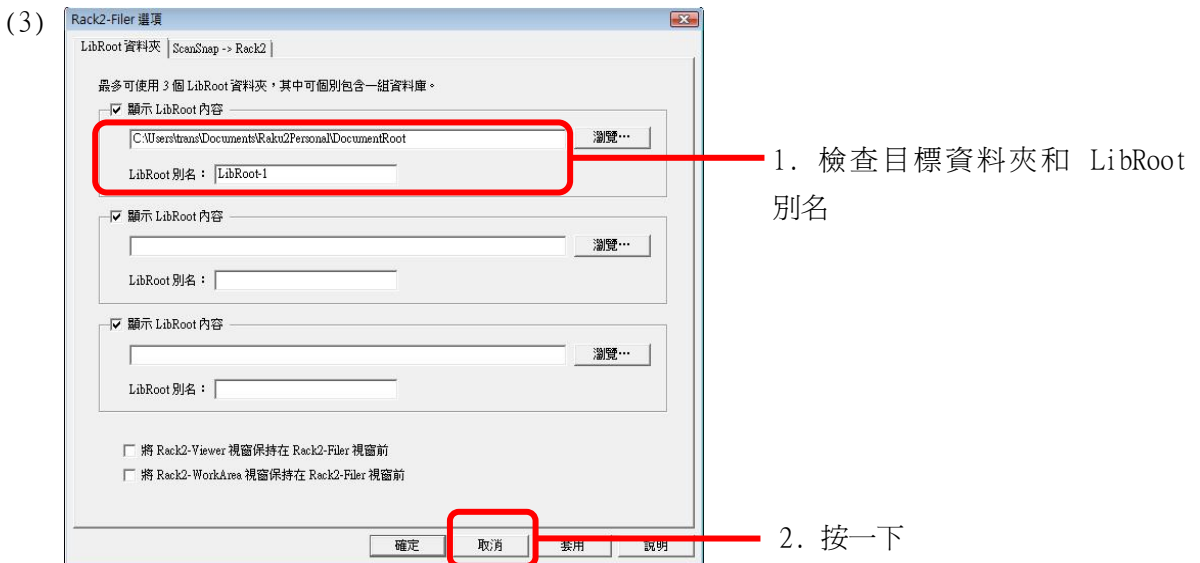 (3)
Rack2-Filer 選項
LibRoot 資料夾
ScanSnap -> Rack2
最多可使用 3 個 LibRoot 資料夾，其中可個別包含一組資料庫。
顯示 LibRoot 內容
C:\Users\trans\Documents\Raku2Personal\DocumentRoot
瀏覽…
LibRoot 別名： LibRoot-1
顯示 LibRoot 內容
瀏覽…
LibRoot 別名：
顯示 LibRoot 內容
瀏覽…
LibRoot 別名：
將 Rack2-Viewer 視窗保持在 Rack2-Filer 視窗前
將 Rack2-WorkArea 視窗保持在 Rack2-Filer 視窗前
確定 取消 套用 說明
1. 檢查目標資料夾和 LibRoot
別名
2. 按一下